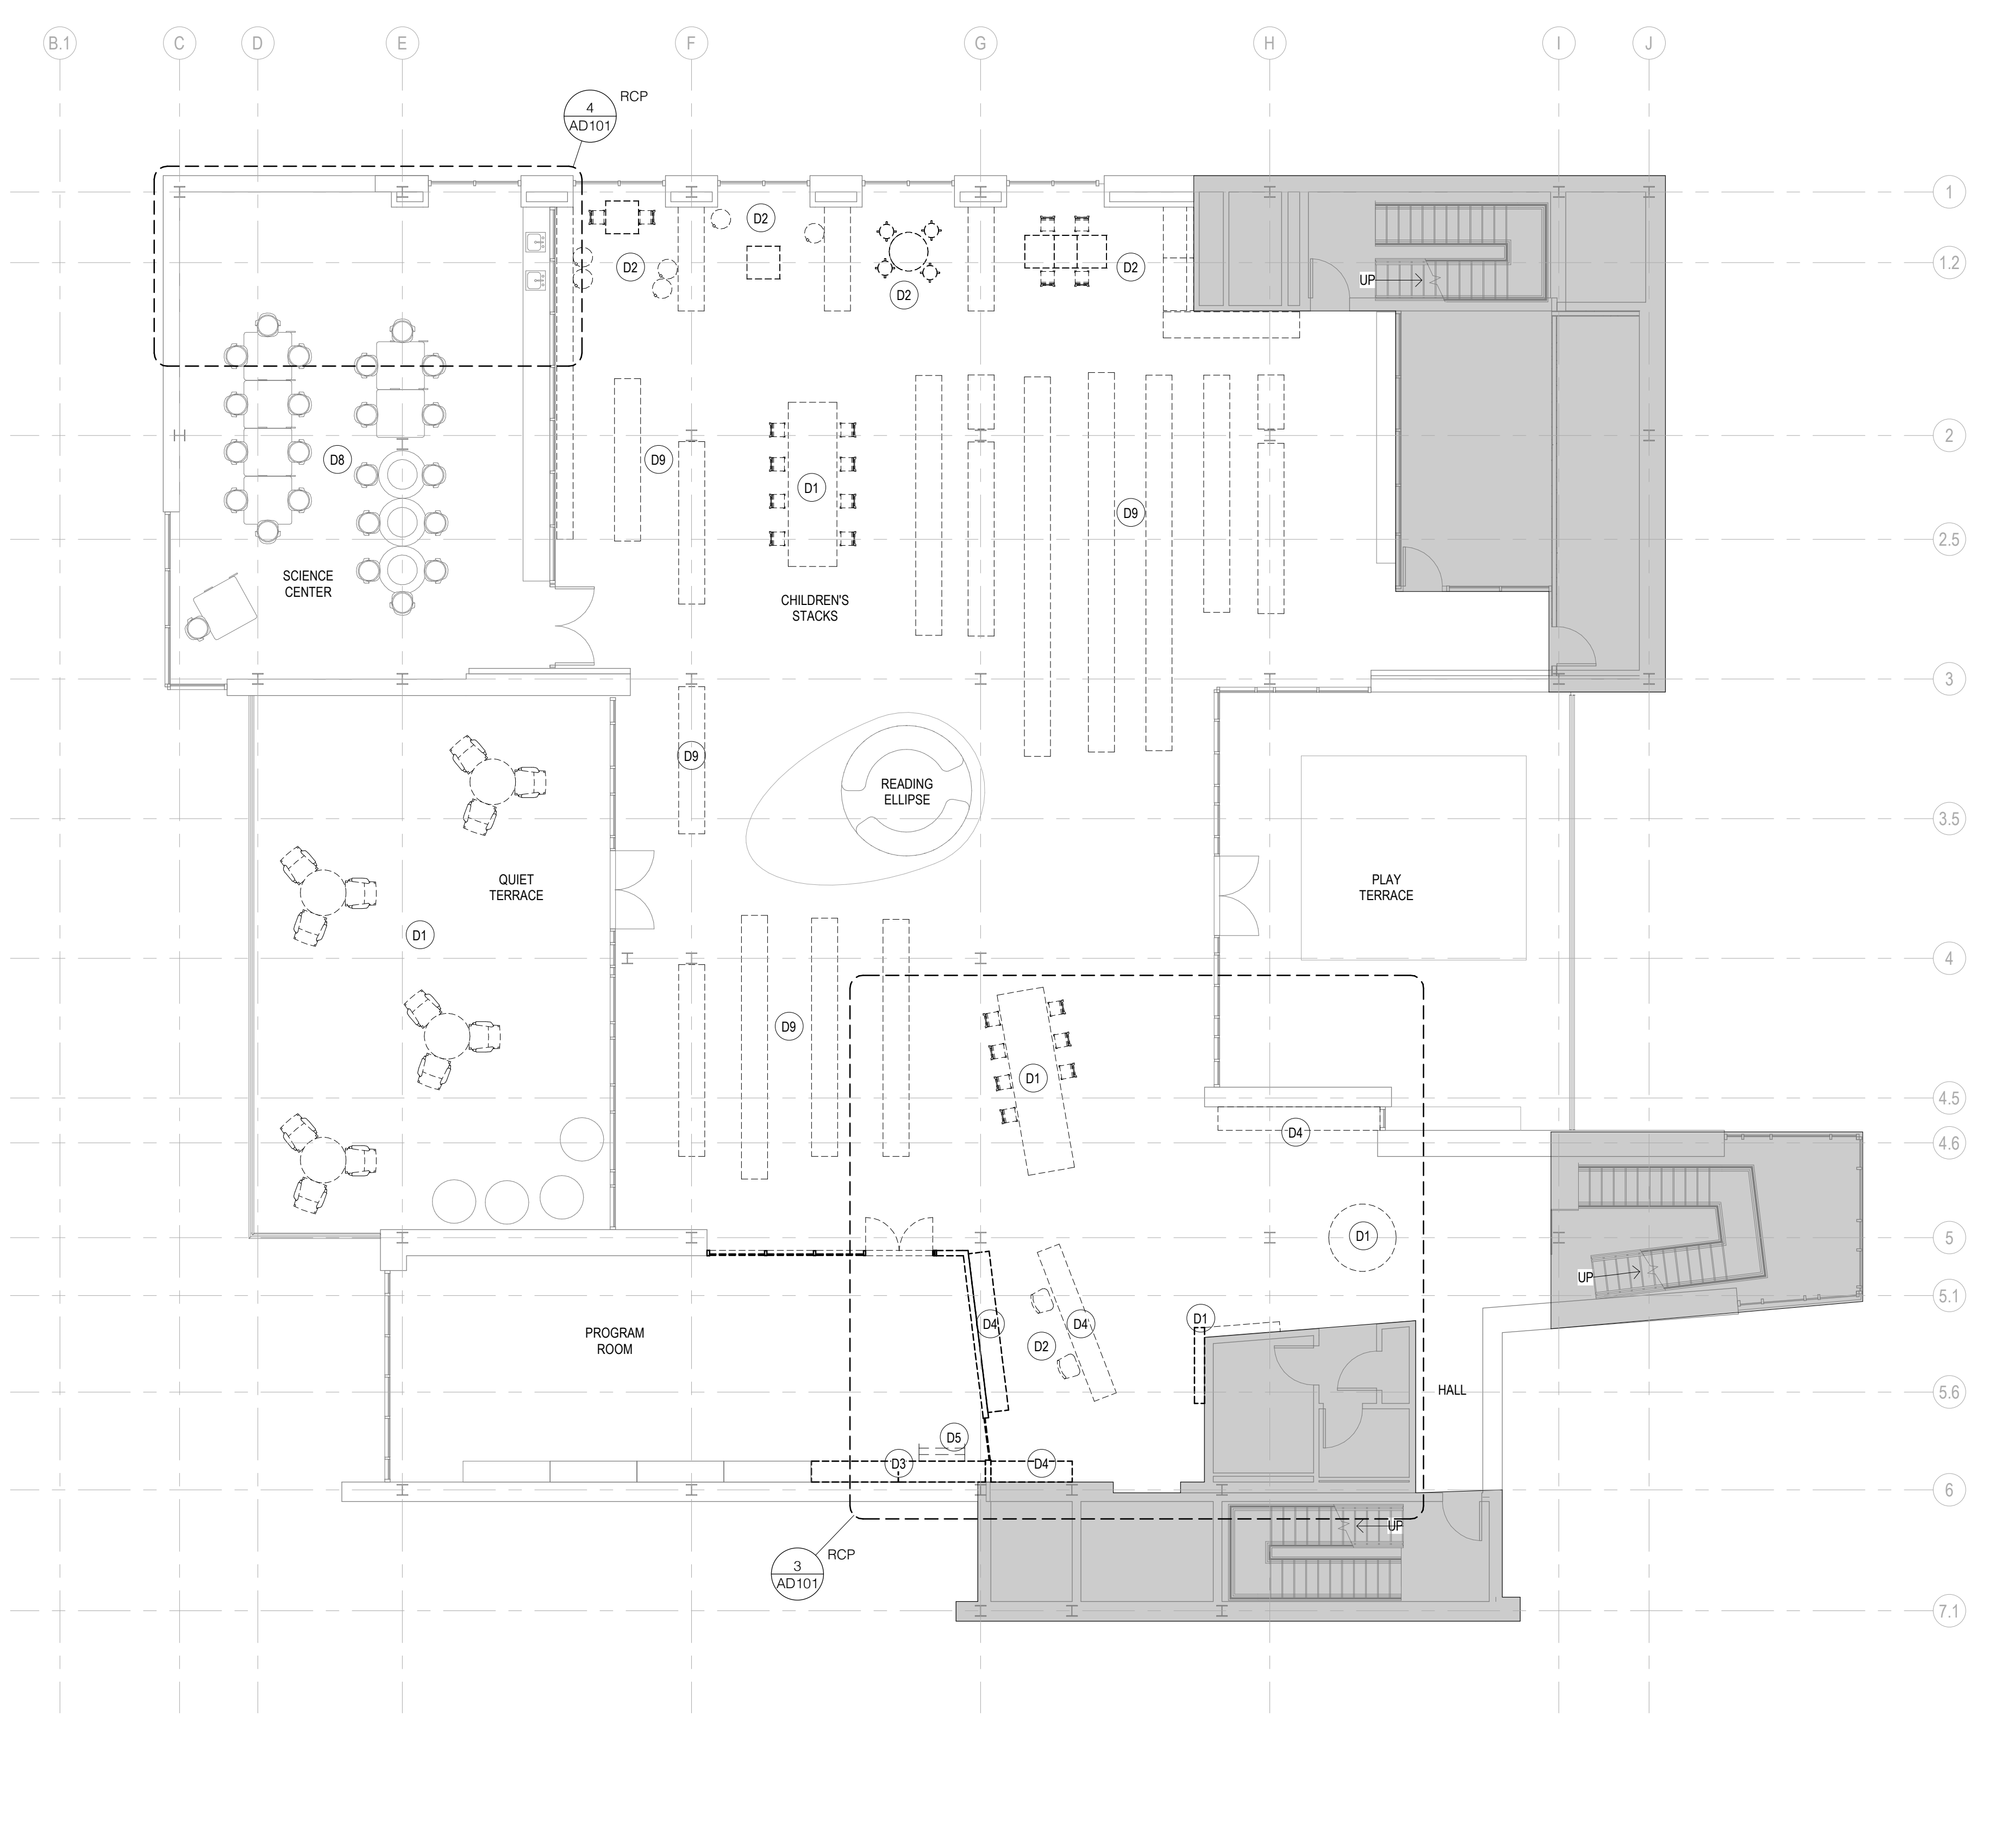 B.1 C D E F G H I J
4
AD101
RCP
1
D2
1.2
D2
D2
D2
UP
2
D8
D9
D1
D9
2.5
SCIENCE
CENTER
CHILDREN'S
STACKS
3
D9
READING
ELLIPSE
3.5
QUIET
TERRACE
PLAY
TERRACE
D1
4
D9
D1
4.5
D4
4.6
D1
5
UP
5.1
D4
D4
D1
PROGRAM
ROOM
D2
HALL
5.6
D5
D3
D4
6
UP
3
AD101
RCP
7.1